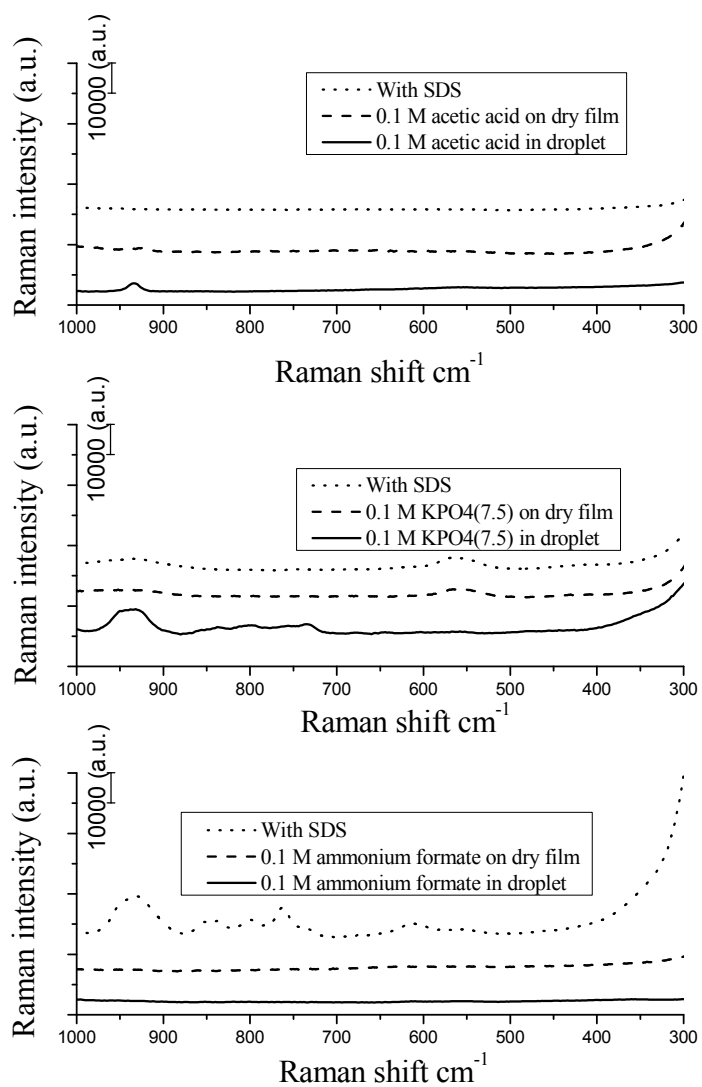 Raman intensity (a.u.)
10000 (a.u.)
With SDS
0.1 M acetic acid on dry film
0.1 M acetic acid in droplet
1000 900 800 700 600 500 400 300
Raman shift cm-1
Raman intensity (a.u.)
10000 (a.u.)
With SDS
0.1 M KPO4(7.5) on dry film
0.1 M KPO4(7.5) in droplet
1000 900 800 700 600 500 400 300
Raman shift cm-1
Raman intensity (a.u.)
10000 (a.u.)
With SDS
0.1 M ammonium formate on dry film
0.1 M ammonium formate in droplet
1000 900 800 700 600 500 400 300
Raman shift cm-1